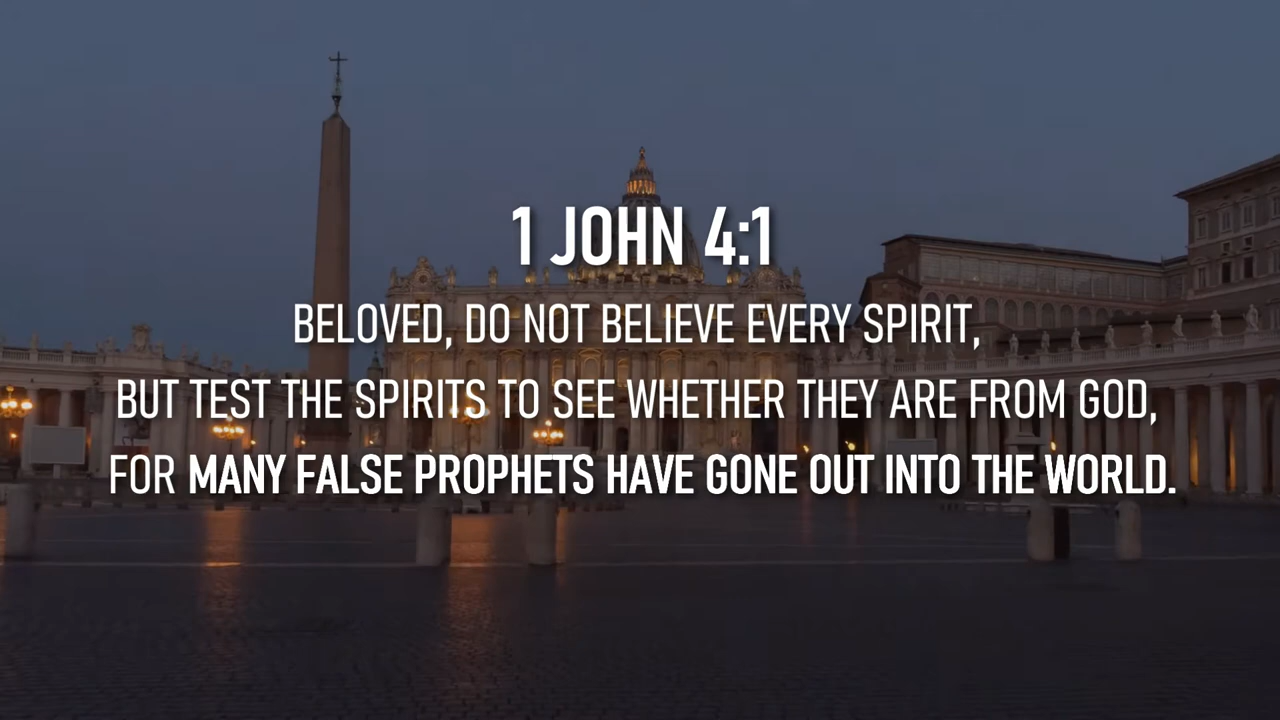 1 JOHN 4:1
BELOVED, DO NOT BELIEVE EVERY SPIRIT,
BUT TEST THE SPIRITS TO SEE WHETHER THEY ARE FROM GOD,
FOR MANY FALSE PROPHETS HAVE GONE OUT INTO THE WORLD.